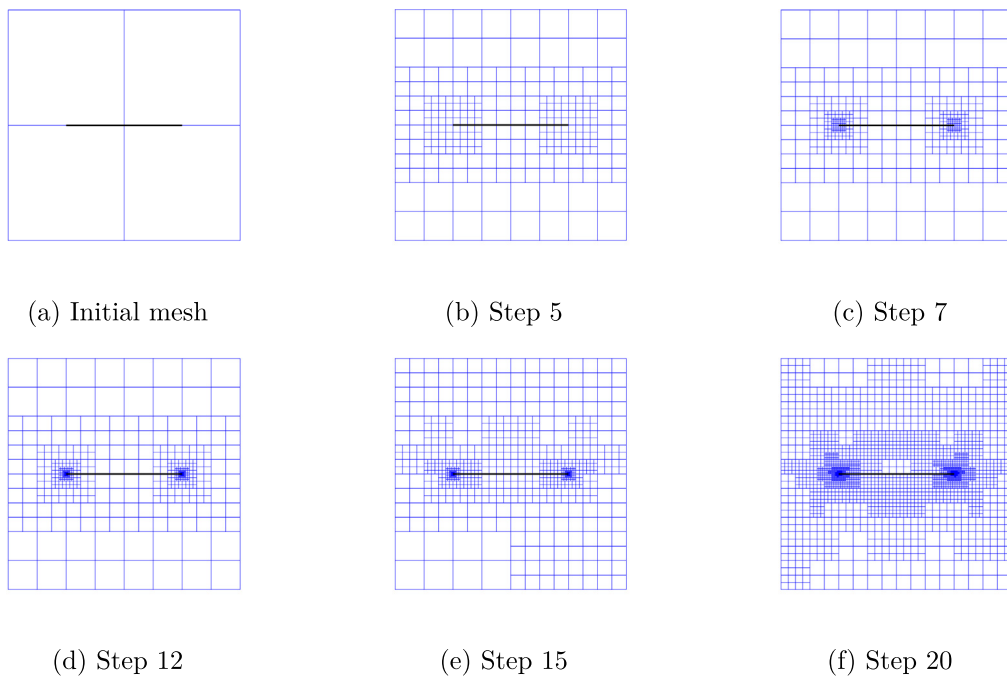 (a) Initial mesh
(b) Step 5
(c) Step 7
(d) Step 12
(e) Step 15
(f) Step 20